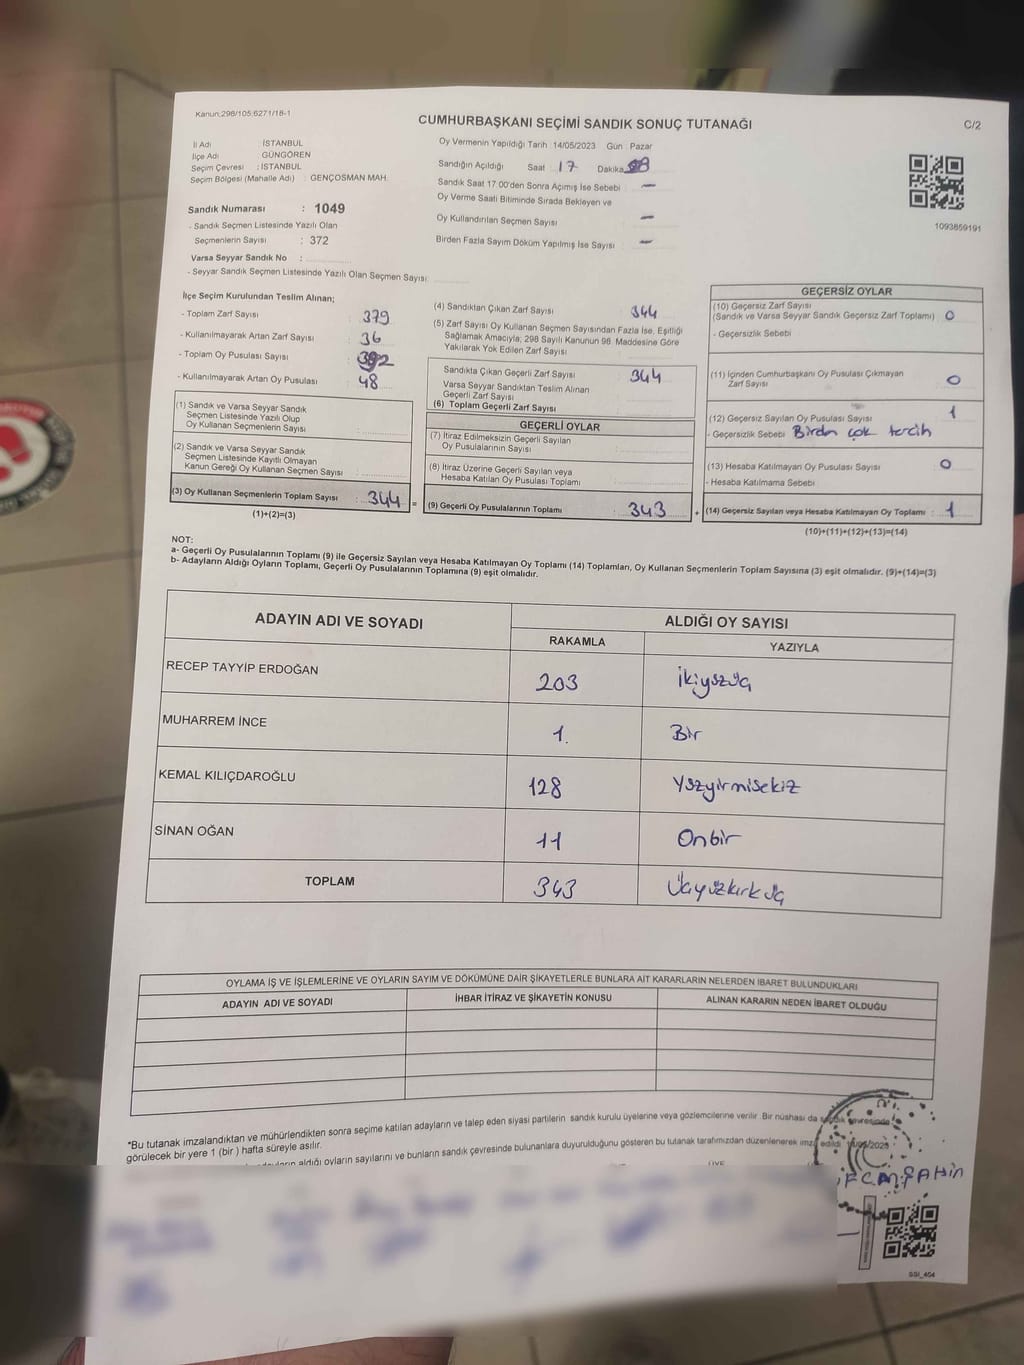 Kanun;298/105;6271/18-1
CUMHURBAŞKANI SEÇİMİ SANDIK SONUÇ TUTANAĞI
C/2
İl Adı : İSTANBUL
İlçe Adı : GÜNGÖREN
Seçim Çevresi : İSTANBUL
Seçim Bölgesi (Mahalle Adı) : GENÇOSMAN MAH.
Sandık Numarası : 1049
- Sandık Seçmen Listesinde Yazılı Olan
Seçmenlerin Sayısı : 372
Varsa Seyyar Sandık No :
- Seyyar Sandık Seçmen Listesinde Yazılı Olan Seçmen Sayısı:
Oy Vermenin Yapıldığı Tarih : 14/05/2023 Gün : Pazar
Sandığın Açıldığı Saat : 17 Dakika
Sandık Saat 17.00'den Sonra Açımış İse Sebebi —
Oy Verme Saati Bitiminde Sırada Bekleyen ve
Oy Kullandırılan Seçmen Sayısı —
Birden Fazla Sayım Döküm Yapılmış İse Sayısı —
1093859191
İlçe Seçim Kurulundan Teslim Alınan;
- Toplam Zarf Sayısı : 379
- Kullanılmayarak Artan Zarf Sayısı : 36
- Toplam Oy Pusulası Sayısı : 392
- Kullanılmayarak Artan Oy Pusulası : 48
(1) Sandık ve Varsa Seyyar Sandık
Seçmen Listesinde Yazılı Olup
Oy Kullanan Seçmenlerin Sayısı :
(2) Sandık ve Varsa Seyyar Sandık
Seçmen Listesinde Kayıtlı Olmayan
Kanun Gereği Oy Kullanan Seçmen Sayısı :
(3) Oy Kullanan Seçmenlerin Toplam Sayısı : 344 =
(1)+(2)=(3)
(4) Sandıktan Çıkan Zarf Sayısı : 344
(5) Zarf Sayısı Oy Kullanan Seçmen Sayısından Fazla İse, Eşitliği
Sağlamak Amacıyla; 298 Sayılı Kanunun 98. Maddesine Göre
Yakılarak Yok Edilen Zarf Sayısı
Sandıkta Çıkan Geçerli Zarf Sayısı : 344
Varsa Seyyar Sandıktan Teslim Alınan
Geçerli Zarf Sayısı
(6) Toplam Geçerli Zarf Sayısı
GEÇERLİ OYLAR
(7) İtiraz Edilmeksizin Geçerli Sayılan
Oy Pusulalarının Sayısı :
(8) İtiraz Üzerine Geçerli Sayılan veya
Hesaba Katılan Oy Pusulası Toplamı :
(9) Geçerli Oy Pusulalarının Toplamı : 343 +
GEÇERSİZ OYLAR
(10) Geçersiz Zarf Sayısı
(Sandık ve Varsa Seyyar Sandık Geçersiz Zarf Toplamı) : 0
- Geçersizlik Sebebi
(11) İçinden Cumhurbaşkanı Oy Pusulası Çıkmayan
Zarf Sayısı 0
(12) Geçersiz Sayılan Oy Pusulası Sayısı 1
- Geçersizlik Sebebi Birden çok tercih
(13) Hesaba Katılmayan Oy Pusulası Sayısı 0
- Hesaba Katılmama Sebebi
(14) Geçersiz Sayılan veya Hesaba Katılmayan Oy Toplamı : 1
(10)+(11)+(12)+(13)=(14)
NOT:
a- Geçerli Oy Pusulalarının Toplamı (9) ile Geçersiz Sayılan veya Hesaba Katılmayan Oy Toplamı (14) Toplamları, Oy Kullanan Seçmenlerin Toplam Sayısına (3) eşit olmalıdır. (9)+(14)=(3)
b- Adayların Aldığı Oyların Toplamı, Geçerli Oy Pusulalarının Toplamına (9) eşit olmalıdır.
ADAYIN ADI VE SOYADI
ALDIĞI OY SAYISI
RAKAMLA YAZIYLA
RECEP TAYYİP ERDOĞAN 203 İkiyüzüç
MUHARREM İNCE 1. Bir
KEMAL KILIÇDAROĞLU 128 Yüzyirmisekiz
SİNAN OĞAN 11 Onbir
TOPLAM 343 Üçyüzkırküç
OYLAMA İŞ VE İŞLEMLERİNE VE OYLARIN SAYIM VE DÖKÜMÜNE DAİR ŞİKAYETLERLE BUNLARA AİT KARARLARIN NELERDEN İBARET BULUNDUKLARI
ADAYIN ADI VE SOYADI İHBAR İTİRAZ VE ŞİKAYETİN KONUSU ALINAN KARARIN NEDEN İBARET OLDUĞU
*Bu tutanak imzalandıktan ve mühürlendikten sonra seçime katılan adayların ve talep eden siyasi partilerin sandık kurulu üyelerine veya gözlemcilerine verilir. Bir nüshası da sandık çevresinde
görülecek bir yere 1 (bir) hafta süreyle asılır.
aldığı oyların sayılarını ve bunların sandık çevresinde bulunanlara duyurulduğunu gösteren bu tutanak tarafımızdan düzenlenerek imza edildi.
ÜYE
SSI_404